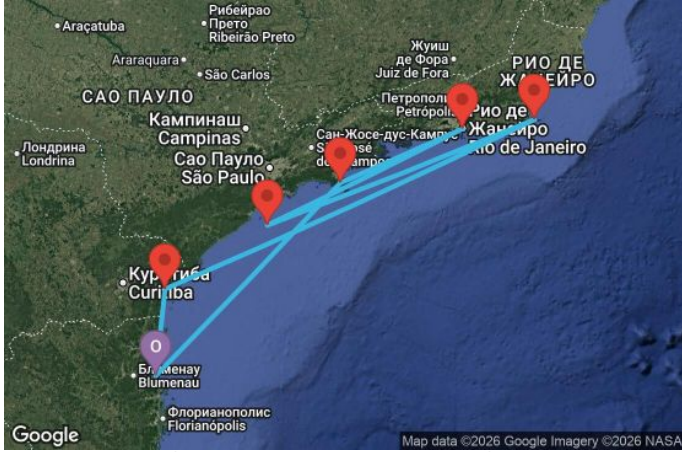 Рибейрао
Прето
Ribeirão Preto
Araçatuba
Araraquara
São Carlos
Жуиш
де Фора
Juiz de Fora
РИО ДЕ
ЖАНЕЙРО
САО ПАУЛО
Кампинаш
Campinas
Петрополи
Petrópolis
Рио де
Жанейро
Rio de Janeiro
Лондрина
Londrina
Сан-Жосе-дус-Кампус
Сао Пауло
São Paulo
Куритиба
Curitiba
O
Блуменау
Blumenau
Флорианополис
Florianópolis
Google
Map data ©2026 Google Imagery ©2026 NASA